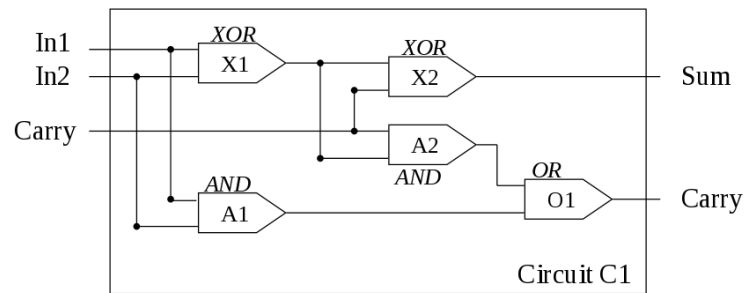 XOR
In1
X1
XOR
In2
X2
Sum
Carry
A2
AND
AND
OR
A1
O1
Carry
Circuit C1